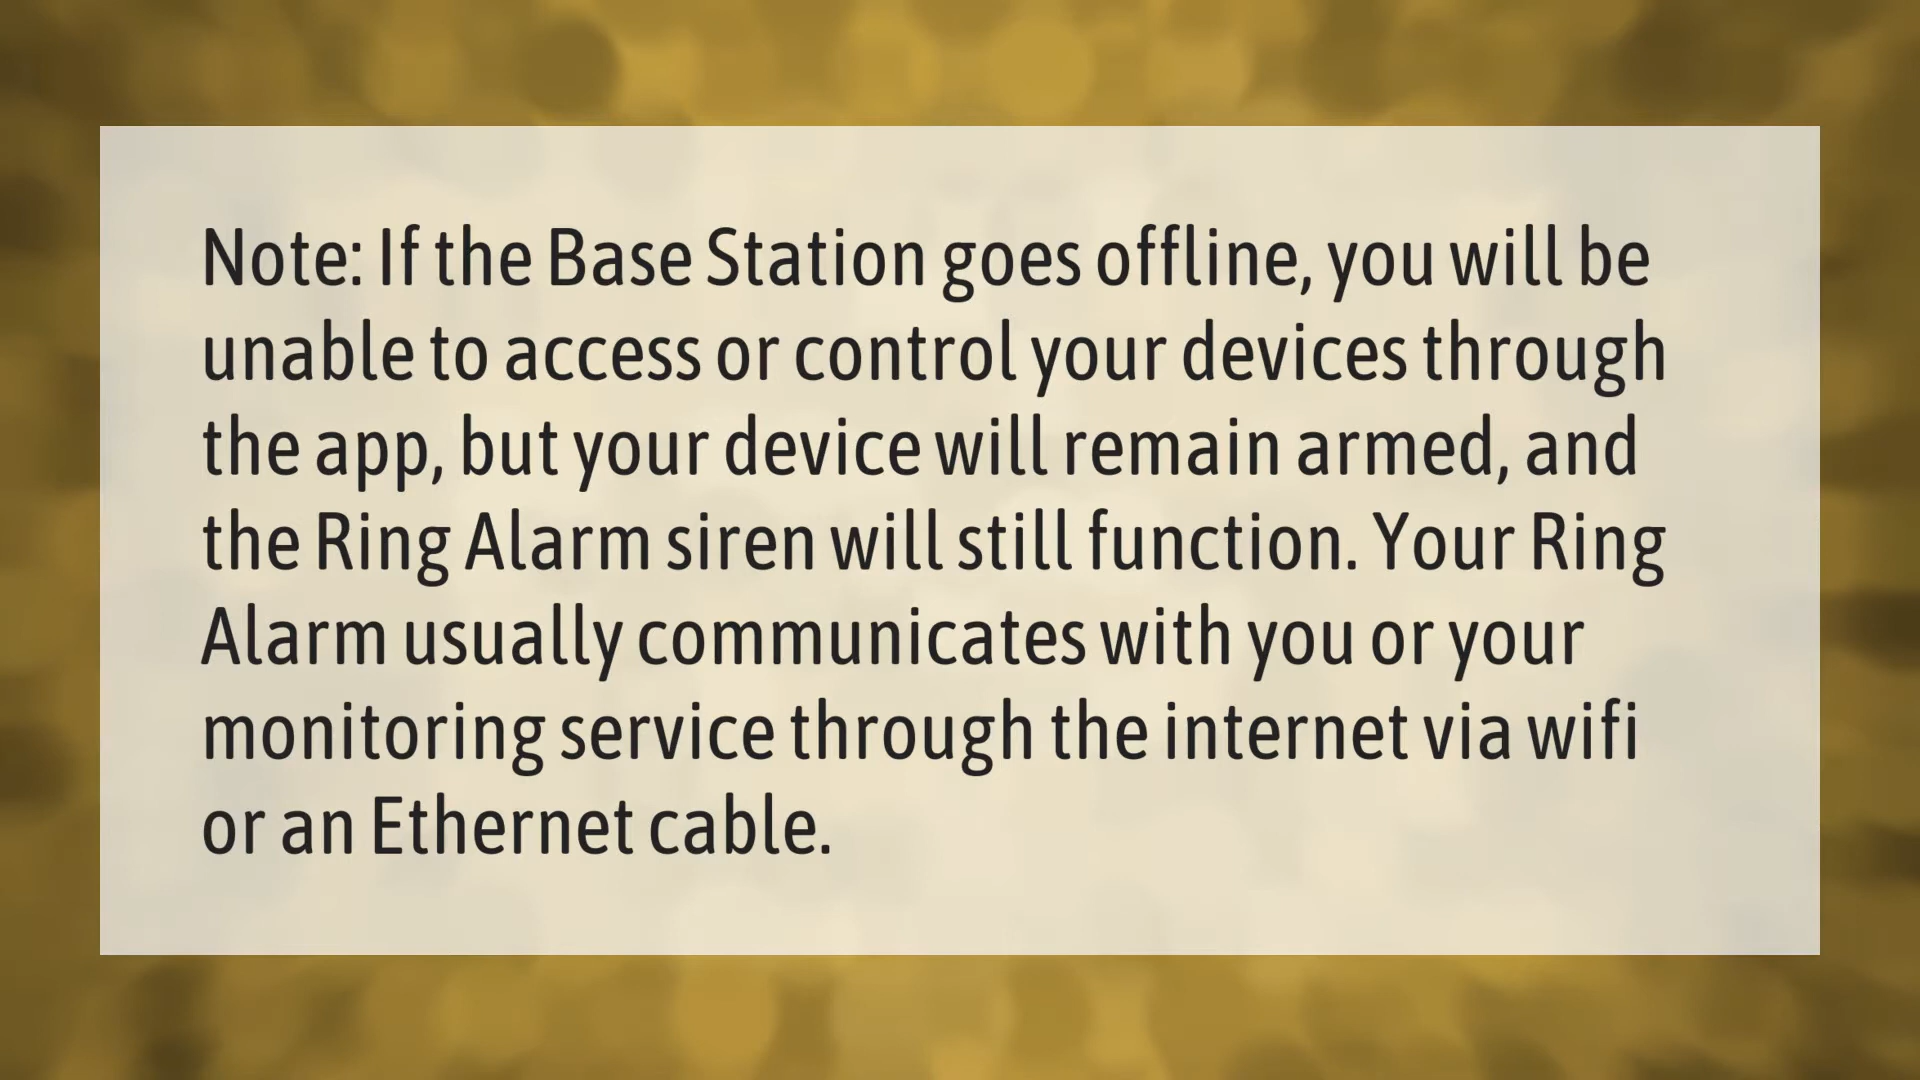 Note: If the Base Station goes offline, you will be
unable to access or control your devices through
the app, but your device will remain armed, and
the Ring Alarm siren will still function. Your Ring
Alarm usually communicates with you or your
monitoring service through the internet via wifi
or an Ethernet cable.